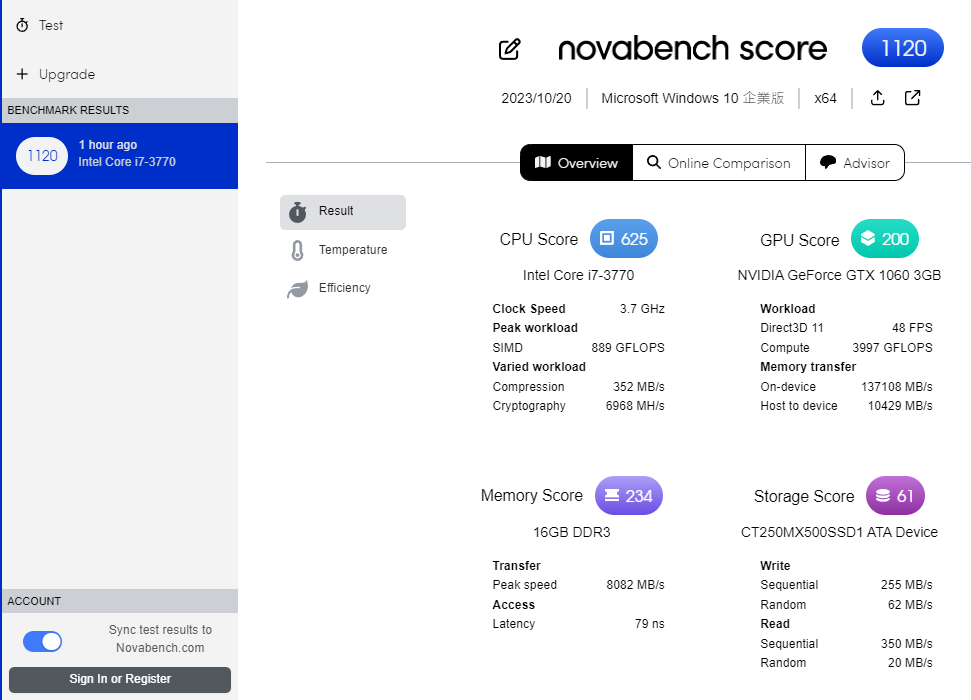 Test
Upgrade
BENCHMARK RESULTS
1120
1 hour ago
Intel Core i7-3770
ACCOUNT
Sync test results to
Novabench.com
Sign In or Register
novabench score 1120
2023/10/20 Microsoft Windows 10 企業版 x64
Overview Online Comparison Advisor
Result
Temperature
Efficiency
CPU Score 625
Intel Core i7-3770
Clock Speed 3.7 GHz
Peak workload
SIMD 889 GFLOPS
Varied workload
Compression 352 MB/s
Cryptography 6968 MH/s
GPU Score 200
NVIDIA GeForce GTX 1060 3GB
Workload
Direct3D 11 48 FPS
Compute 3997 GFLOPS
Memory transfer
On-device 137108 MB/s
Host to device 10429 MB/s
Memory Score 234
16GB DDR3
Transfer
Peak speed 8082 MB/s
Access
Latency 79 ns
Storage Score 61
CT250MX500SSD1 ATA Device
Write
Sequential 255 MB/s
Random 62 MB/s
Read
Sequential 350 MB/s
Random 20 MB/s